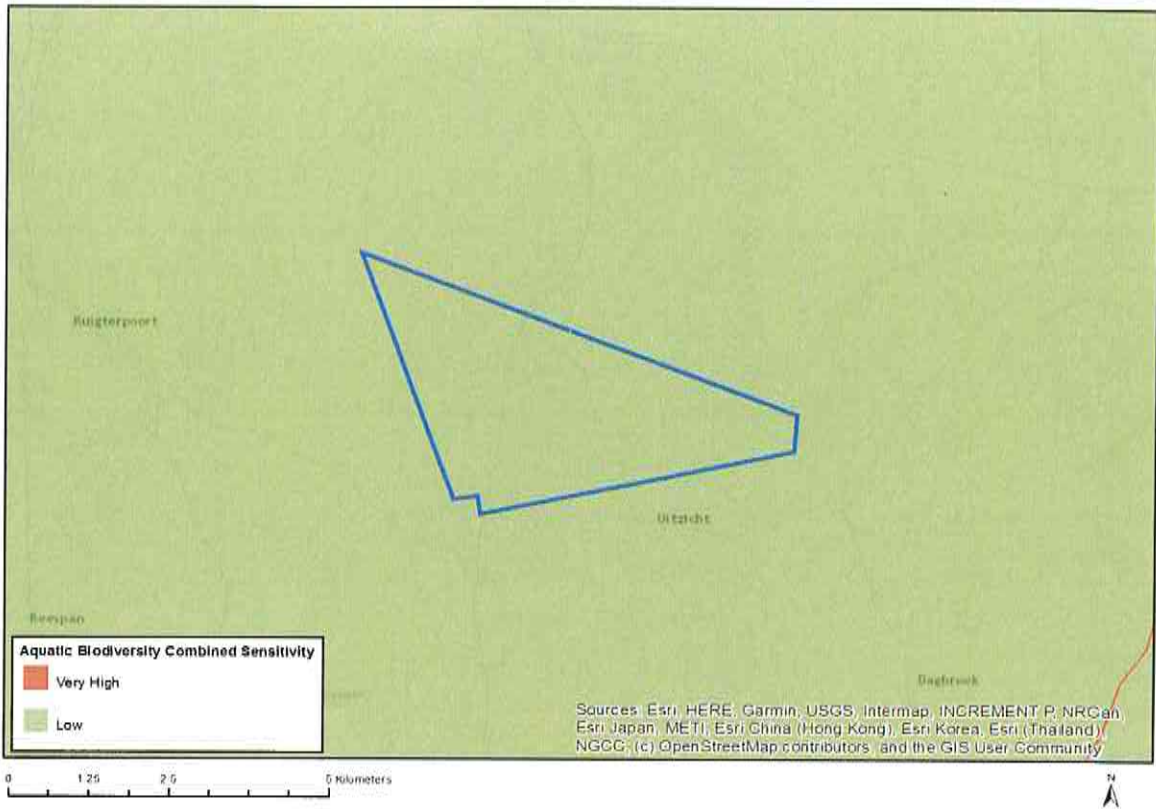 Ruigterpoort
Uitzicht
Reespan
Dagbreek
Aquatic Biodiversity Combined Sensitivity
Very High
Low
Sources: Esri, HERE, Garmin, USGS, Intermap, INCREMENT P, NRCan,
Esri Japan, METI, Esri China (Hong Kong), Esri Korea, Esri (Thailand),
NGCC, (c) OpenStreetMap contributors, and the GIS User Community
0 1.25 2.5 5 Kilometers
N